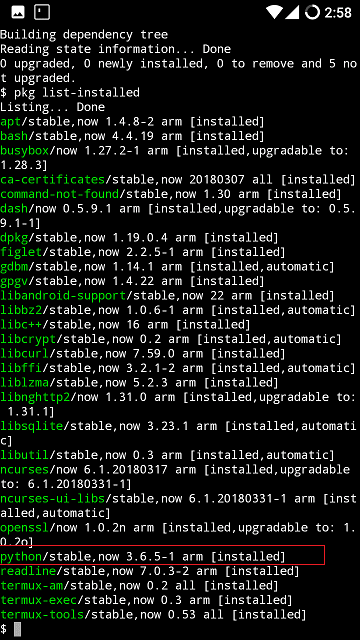 2:58
Building dependency tree
Reading state information... Done
0 upgraded, 0 newly installed, 0 to remove and 5 no
t upgraded.
$ pkg list-installed
Listing... Done
apt/stable,now 1.4.8-2 arm [installed]
bash/stable,now 4.4.19 arm [installed]
busybox/now 1.27.2-1 arm [installed,upgradable to:
1.28.3]
ca-certificates/stable,now 20180307 all [installed]
command-not-found/stable,now 1.30 arm [installed]
dash/now 0.5.9.1 arm [installed,upgradable to: 0.5.
9.1-1]
dpkg/stable,now 1.19.0.4 arm [installed]
figlet/stable,now 2.2.5-1 arm [installed]
gdbm/stable,now 1.14.1 arm [installed,automatic]
gpgv/stable,now 1.4.22 arm [installed]
libandroid-support/stable,now 22 arm [installed]
libbz2/stable,now 1.0.6-1 arm [installed,automatic]
libc++/stable,now 16 arm [installed]
libcrypt/stable,now 0.2 arm [installed,automatic]
libcurl/stable,now 7.59.0 arm [installed]
libffi/stable,now 3.2.1-2 arm [installed,automatic]
liblzma/stable,now 5.2.3 arm [installed]
libnghttp2/now 1.31.0 arm [installed,upgradable to:
1.31.1]
libsqlite/stable,now 3.23.1 arm [installed,automati
c]
libutil/stable,now 0.3 arm [installed,automatic]
ncurses/now 6.1.20180317 arm [installed,upgradable
to: 6.1.20180331-1]
ncurses-ui-libs/stable,now 6.1.20180331-1 arm [inst
alled,automatic]
openssl/now 1.0.2n arm [installed,upgradable to: 1.
0.2o]
python/stable,now 3.6.5-1 arm [installed]
readline/stable,now 7.0.3-2 arm [installed]
termux-am/stable,now 0.2 all [installed]
termux-exec/stable,now 0.3 arm [installed]
termux-tools/stable,now 0.53 all [installed]
$